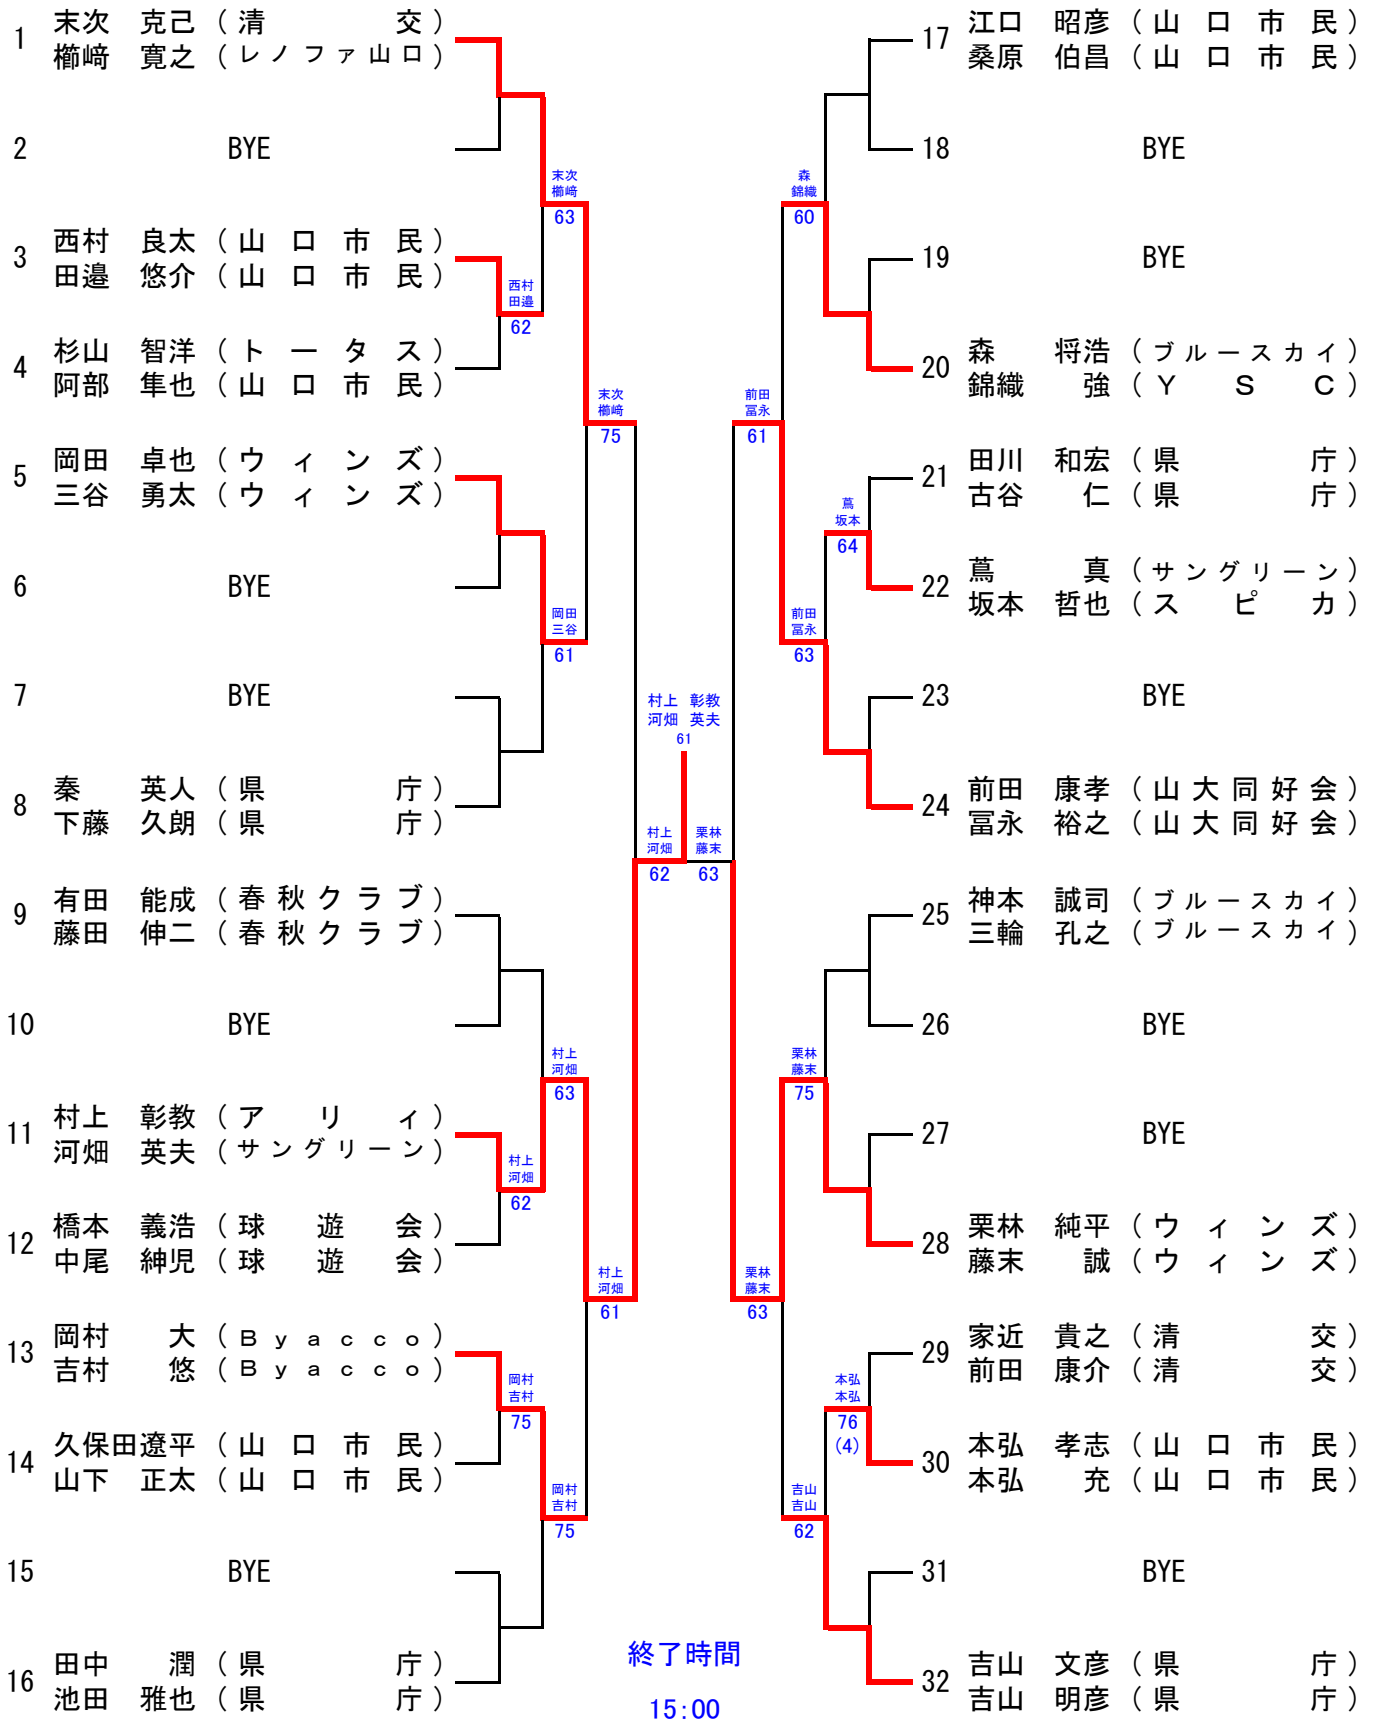 1 末次 克己 (清 交)
櫛﨑 寛之 (レノファ山口)
2 BYE
末次
櫛﨑
63
3 西村 良太 (山 口 市 民)
田邉 悠介 (山 口 市 民)
西村
田邉
62
4 杉山 智洋 (ト ー タ ス)
阿部 隼也 (山 口 市 民)
末次
櫛﨑
75
5 岡田 卓也 (ウ ィ ン ズ)
三谷 勇太 (ウ ィ ン ズ)
6 BYE
岡田
三谷
61
7 BYE
8 秦 英人 (県 庁)
下藤 久朗 (県 庁)
村上 彰教
河畑 英夫
61
村上
河畑
62
栗林
藤末
63
9 有田 能成 (春秋クラブ)
藤田 伸二 (春秋クラブ)
10 BYE
村上
河畑
63
11 村上 彰教 (ア リ ィ)
河畑 英夫 (サングリーン)
村上
河畑
62
12 橋本 義浩 (球 遊 会)
中尾 紳児 (球 遊 会)
村上
河畑
61
13 岡村 大 (Byacco)
吉村 悠 (Byacco)
岡村
吉村
75
14 久保田遼平 (山 口 市 民)
山下 正太 (山 口 市 民)
岡村
吉村
75
15 BYE
16 田中 潤 (県 庁)
池田 雅也 (県 庁)
17 江口 昭彦 (山 口 市 民)
桑原 伯昌 (山 口 市 民)
18 BYE
森
錦織
60
19 BYE
20 森 将浩 (ブルースカイ)
錦織 強 (Y S C)
前田
冨永
61
21 田川 和宏 (県 庁)
古谷 仁 (県 庁)
蔦
坂本
64
22 蔦 真 (サングリーン)
坂本 哲也 (ス ピ カ)
前田
冨永
63
23 BYE
24 前田 康孝 (山大同好会)
冨永 裕之 (山大同好会)
25 神本 誠司 (ブルースカイ)
三輪 孔之 (ブルースカイ)
26 BYE
栗林
藤末
75
27 BYE
28 栗林 純平 (ウ ィ ン ズ)
藤末 誠 (ウ ィ ン ズ)
栗林
藤末
63
29 家近 貴之 (清 交)
前田 康介 (清 交)
本弘
本弘
76
(4)
30 本弘 孝志 (山 口 市 民)
本弘 充 (山 口 市 民)
吉山
吉山
62
31 BYE
32 吉山 文彦 (県 庁)
吉山 明彦 (県 庁)
終了時間
15:00